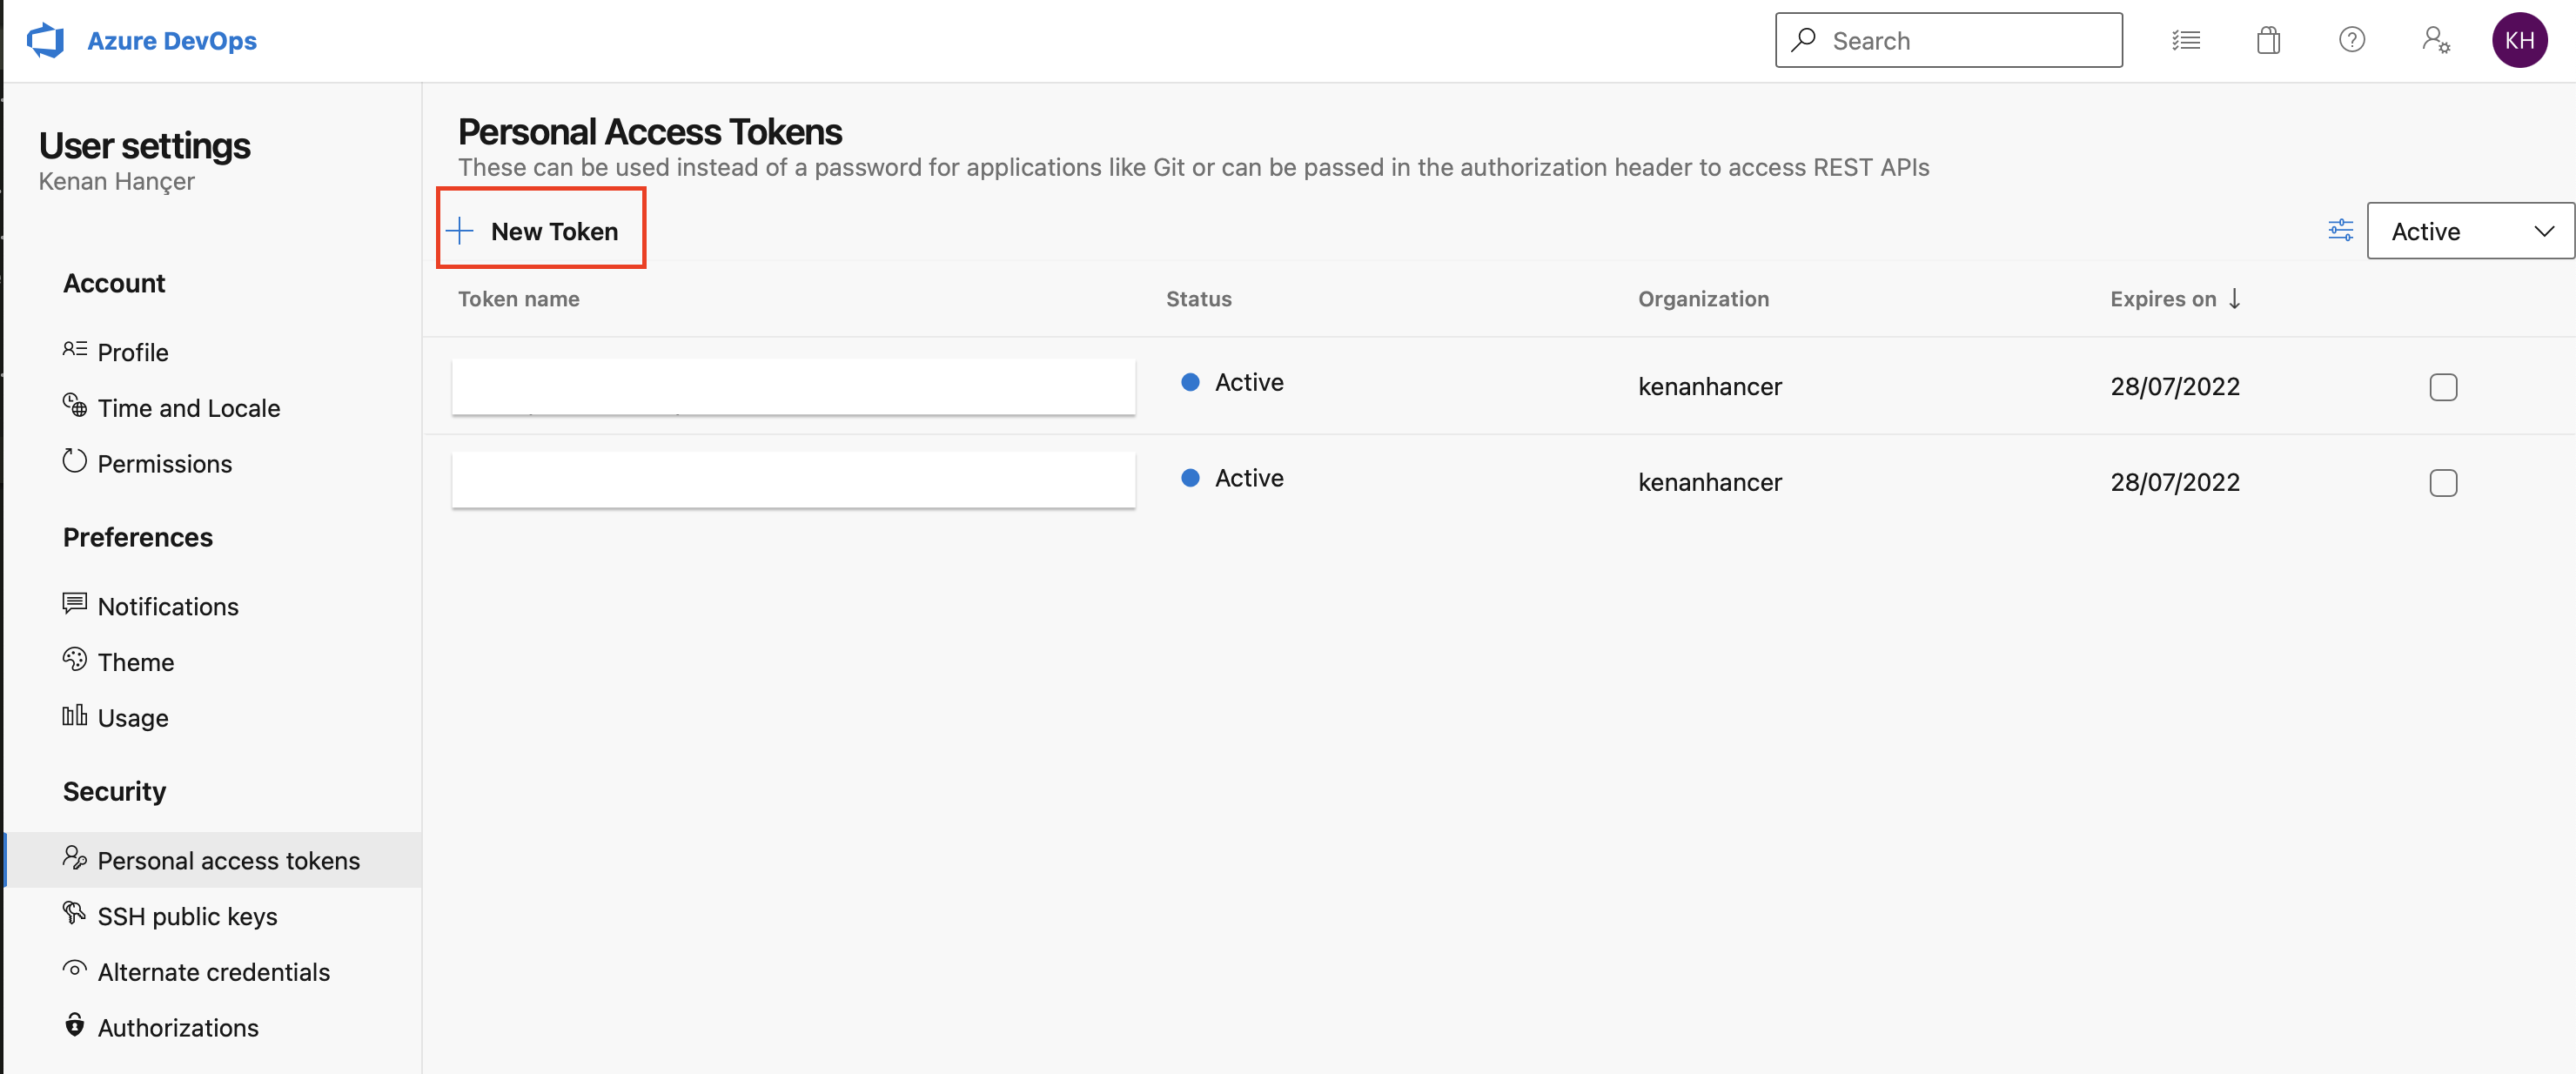 Azure DevOps
Search
KH
User settings
Kenan Hançer
Account
Profile
Time and Locale
Permissions
Preferences
Notifications
Theme
Usage
Security
Personal access tokens
SSH public keys
Alternate credentials
Authorizations
Personal Access Tokens
These can be used instead of a password for applications like Git or can be passed in the authorization header to access REST APIs
New Token
Active
Token name Status Organization Expires on
Active kenanhancer 28/07/2022
Active kenanhancer 28/07/2022